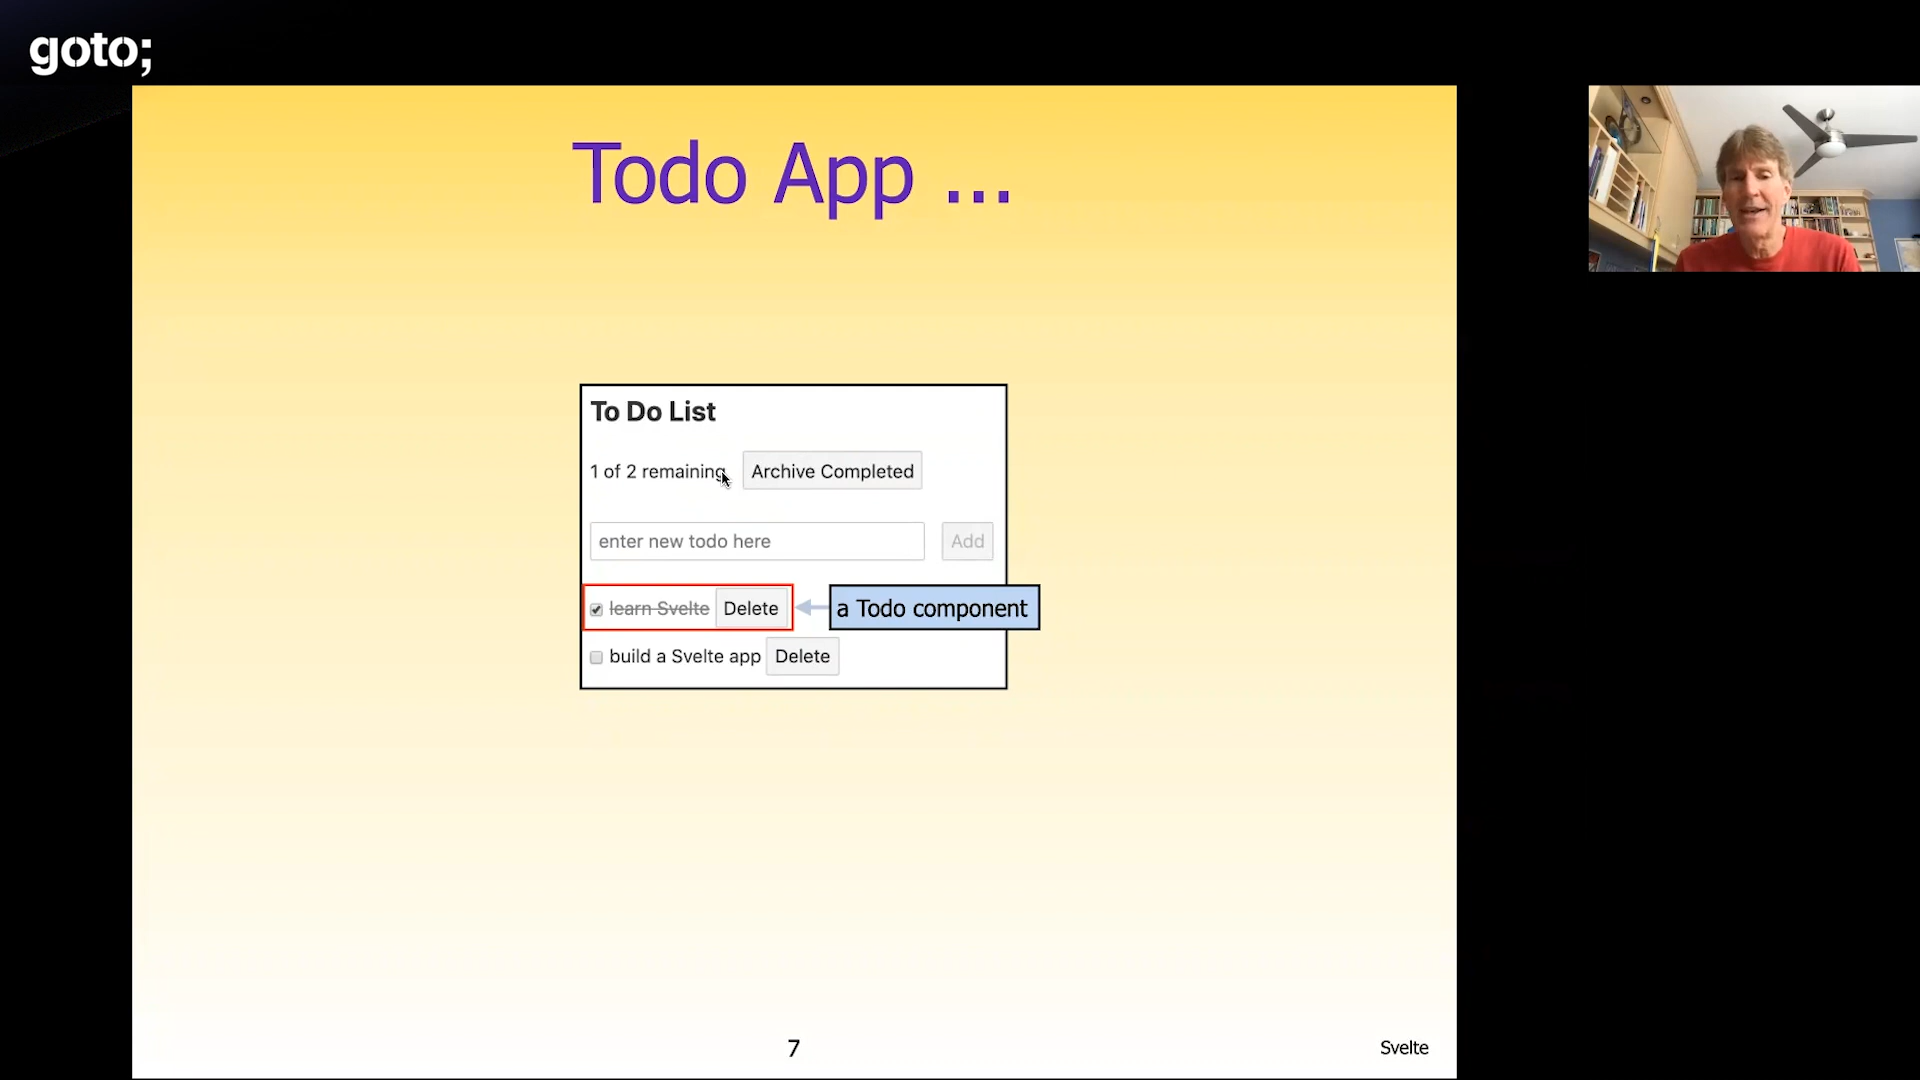 goto;
Todo App ...
To Do List
1 of 2 remaining
Archive Completed
enter new todo here
Add
learn Svelte
Delete
a Todo component
build a Svelte app
Delete
7
Svelte